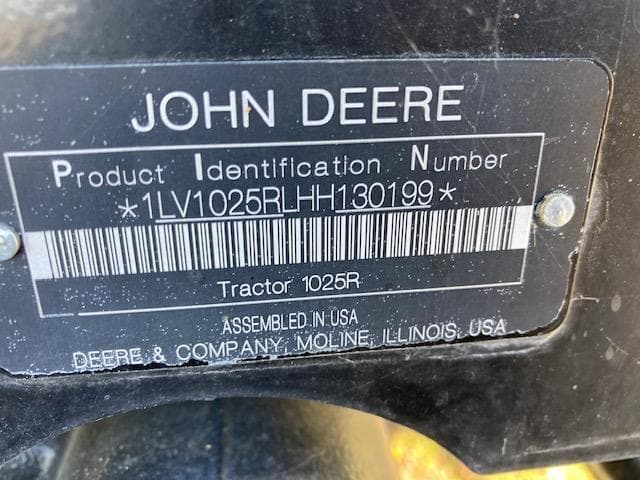 JOHN DEERE
Product Identification Number
*1LV1025RLHH130199*
Tractor 1025R
ASSEMBLED IN USA
DEERE & COMPANY, MOLINE, ILLINOIS, USA